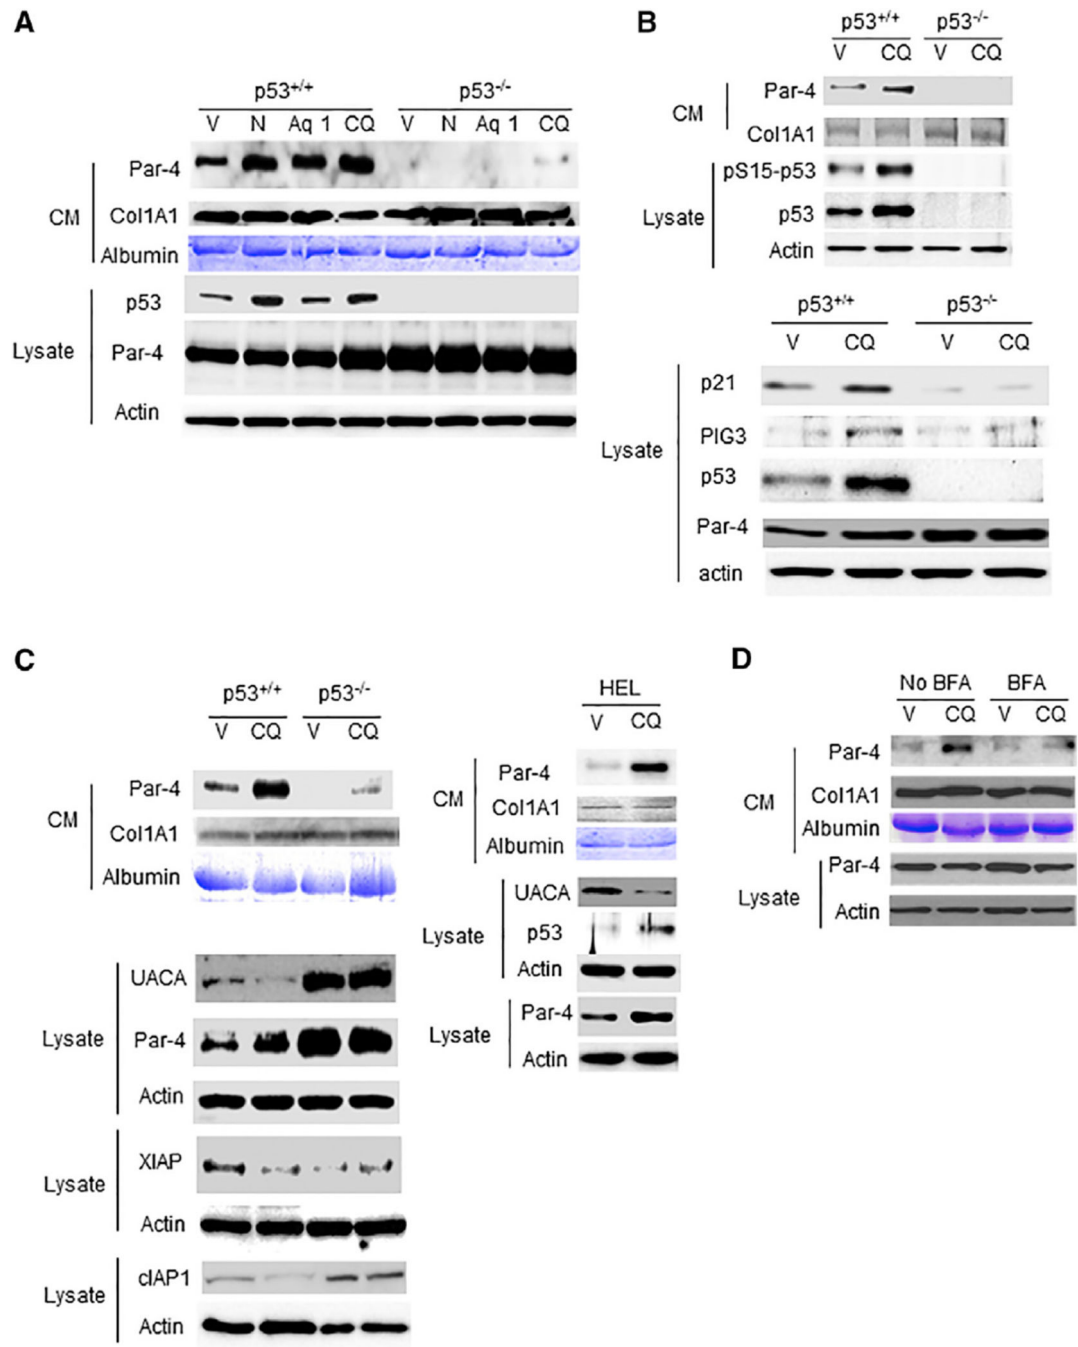 A
p53+/+ p53-/-
V N Aq 1 CQ V N Aq 1 CQ
CM
Par-4
Col1A1
Albumin
Lysate
p53
Par-4
Actin
B
p53+/+ p53-/-
V CQ V CQ
CM
Par-4
Col1A1
Lysate
pS15-p53
p53
Actin
p53+/+ p53-/-
V CQ V CQ
Lysate
p21
PIG3
p53
Par-4
actin
C
p53+/+ p53-/-
V CQ V CQ
CM
Par-4
Col1A1
Albumin
Lysate
UACA
Par-4
Actin
Lysate
XIAP
Actin
Lysate
cIAP1
Actin
HEL
V CQ
CM
Par-4
Col1A1
Albumin
Lysate
UACA
p53
Actin
Lysate
Par-4
Actin
D
No BFA BFA
V CQ V CQ
CM
Par-4
Col1A1
Albumin
Lysate
Par-4
Actin